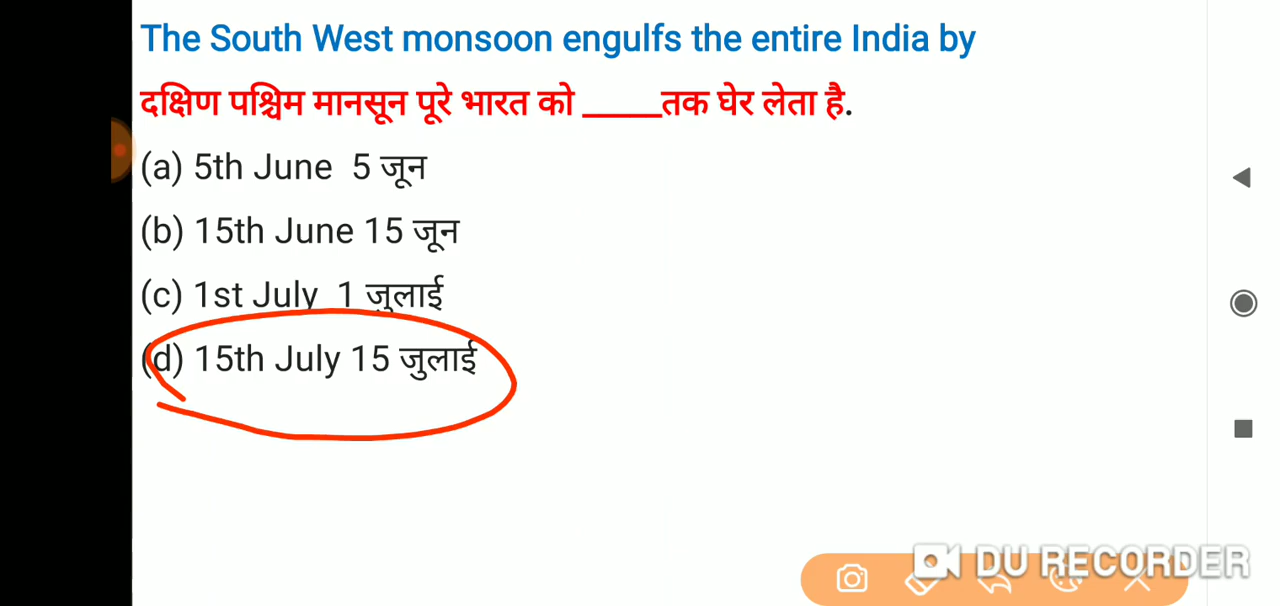 The South West monsoon engulfs the entire India by
दक्षिण पश्चिम मानसून पूरे भारत को _____तक घेर लेता है.
(a) 5th June 5 जून
(b) 15th June 15 जून
(c) 1st July 1 जुलाई
(d) 15th July 15 जुलाई
DU RECORDER